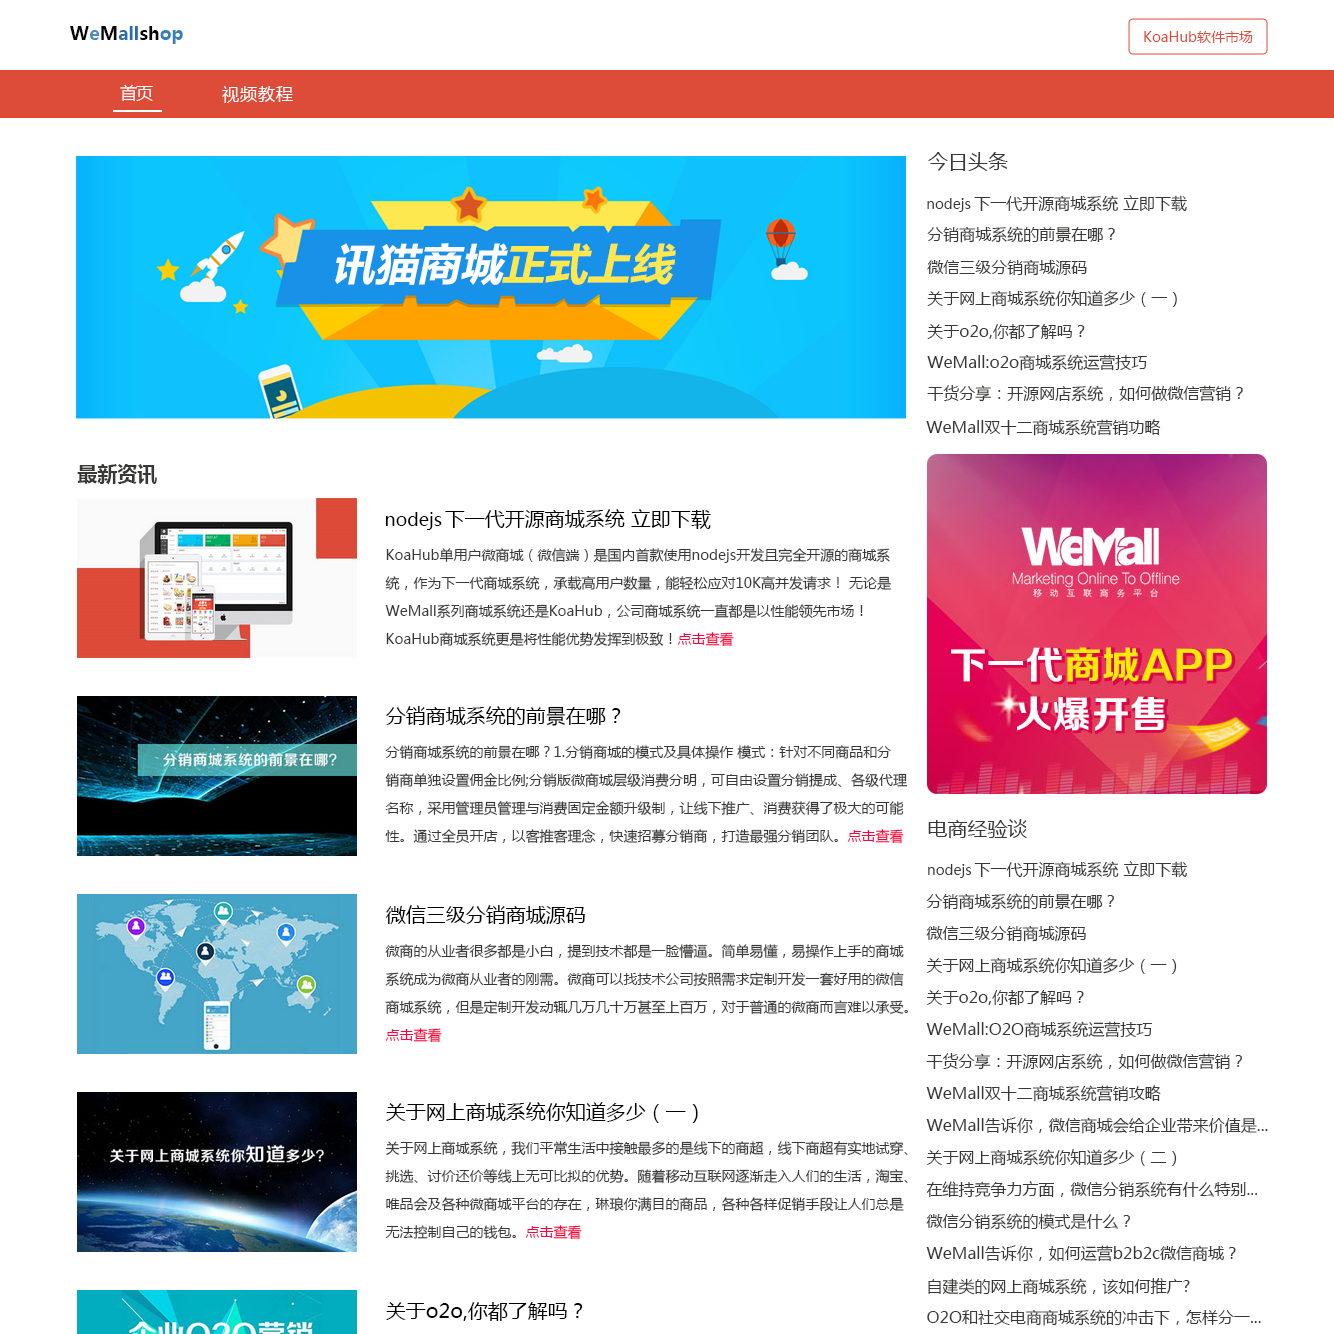 WeMallshop
KoaHub软件市场
首页
视频教程
讯猫商城正式上线
最新资讯
nodejs 下一代开源商城系统 立即下载
KoaHub单用户微商城（微信端）是国内首款使用nodejs开发且完全开源的商城系
统，作为下一代商城系统，承载高用户数量，能轻松应对10K高并发请求！ 无论是
WeMall系列商城系统还是KoaHub，公司商城系统一直都是以性能领先市场！
KoaHub商城系统更是将性能优势发挥到极致！点击查看
分销商城系统的前景在哪?
分销商城系统的前景在哪？
分销商城系统的前景在哪？1.分销商城的模式及具体操作 模式：针对不同商品和分
销商单独设置佣金比例;分销版微商城层级消费分明，可自由设置分销提成、各级代理
名称，采用管理员管理与消费固定金额升级制，让线下推广、消费获得了极大的可能
性。通过全员开店，以客推客理念，快速招募分销商，打造最强分销团队。点击查看
微信三级分销商城源码
微商的从业者很多都是小白，提到技术都是一脸懵逼。简单易懂，易操作上手的商城
系统成为微商从业者的刚需。微商可以找技术公司按照需求定制开发一套好用的微信
商城系统，但是定制开发动辄几万几十万甚至上百万，对于普通的微商而言难以承受。
点击查看
关于网上商城系统你知道多少?
关于网上商城系统你知道多少（一）
关于网上商城系统，我们平常生活中接触最多的是线下的商超，线下商超有实地试穿、
挑选、讨价还价等线上无可比拟的优势。随着移动互联网逐渐走入人们的生活，淘宝、
唯品会及各种微商城平台的存在，琳琅你满目的商品，各种各样促销手段让人们总是
无法控制自己的钱包。点击查看
企业O2O营销
关于o2o,你都了解吗？
今日头条
nodejs 下一代开源商城系统 立即下载
分销商城系统的前景在哪？
微信三级分销商城源码
关于网上商城系统你知道多少（一）
关于o2o,你都了解吗？
WeMall:o2o商城系统运营技巧
干货分享：开源网店系统，如何做微信营销？
WeMall双十二商城系统营销功略
WeMall
Marketing Online To Offline
移动互联商务平台
下一代商城APP
火爆开售
SALE
电商经验谈
nodejs 下一代开源商城系统 立即下载
分销商城系统的前景在哪？
微信三级分销商城源码
关于网上商城系统你知道多少（一）
关于o2o,你都了解吗？
WeMall:O2O商城系统运营技巧
干货分享：开源网店系统，如何做微信营销？
WeMall双十二商城系统营销攻略
WeMall告诉你，微信商城会给企业带来价值是...
关于网上商城系统你知道多少（二）
在维持竞争力方面，微信分销系统有什么特别...
微信分销系统的模式是什么？
WeMall告诉你，如何运营b2b2c微信商城？
自建类的网上商城系统，该如何推广?
O2O和社交电商商城系统的冲击下，怎样分一...